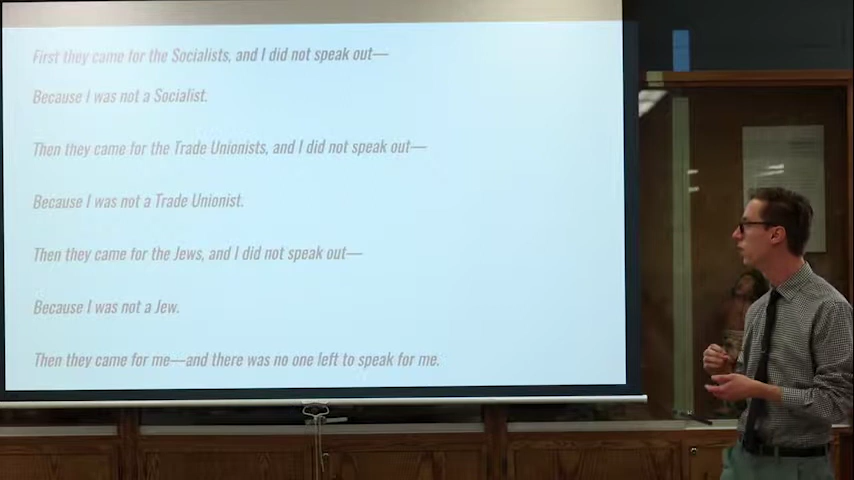 First they came for the Socialists, and I did not speak out—
Because I was not a Socialist.
Then they came for the Trade Unionists, and I did not speak out—
Because I was not a Trade Unionist.
Then they came for the Jews, and I did not speak out—
Because I was not a Jew.
Then they came for me—and there was no one left to speak for me.